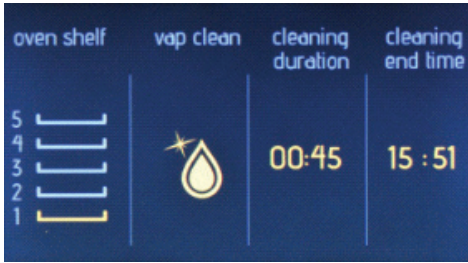 oven shelf
vap clean
cleaning
duration
cleaning
end time
5
4
3
2
1
00:45
15:51